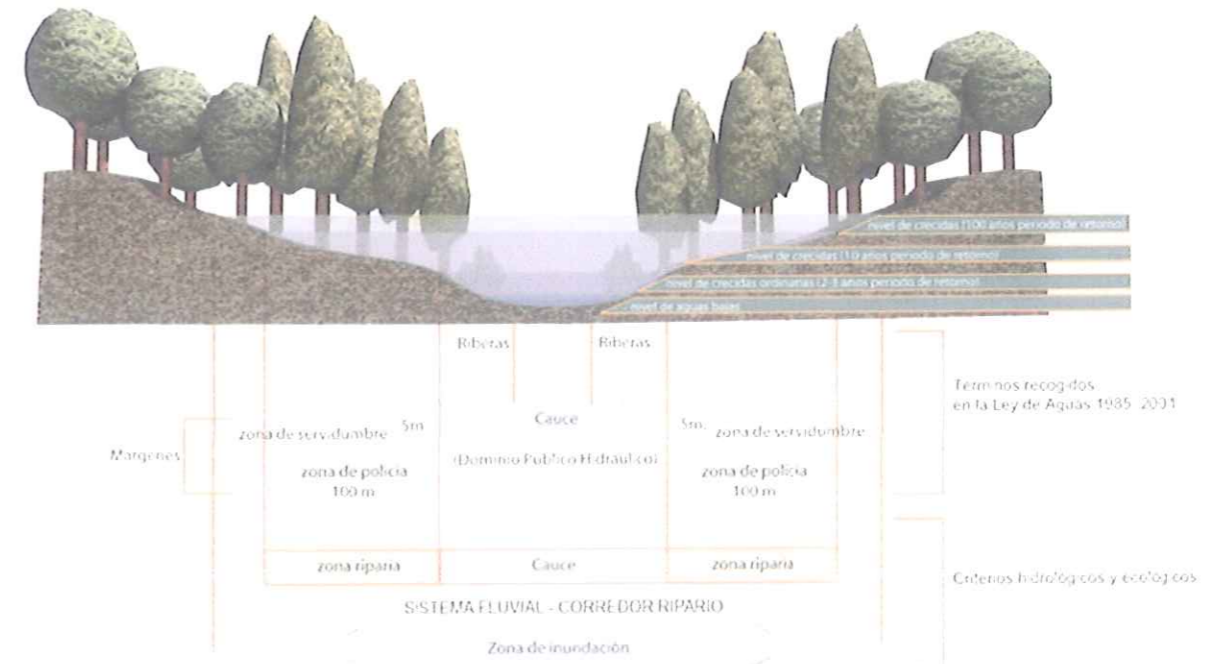 nivel de crecidas (100 años periodo de retorno)
nivel de crecidas (10 años periodo de retorno)
nivel de crecidas ordinarias (2-3 años periodo de retorno)
nivel de aguas bajas
Riberas
Riberas
Cauce
(Dominio Público Hidráulico)
Márgenes
zona de servidumbre
5m
zona de policía
100 m
5m.
zona de servidumbre
zona de policía
100 m
Términos recogidos
en la Ley de Aguas 1985, 2001
zona riparia
Cauce
zona riparia
Criterios hidrológicos y ecológicos
SISTEMA FLUVIAL - CORREDOR RIPARIO
Zona de inundación